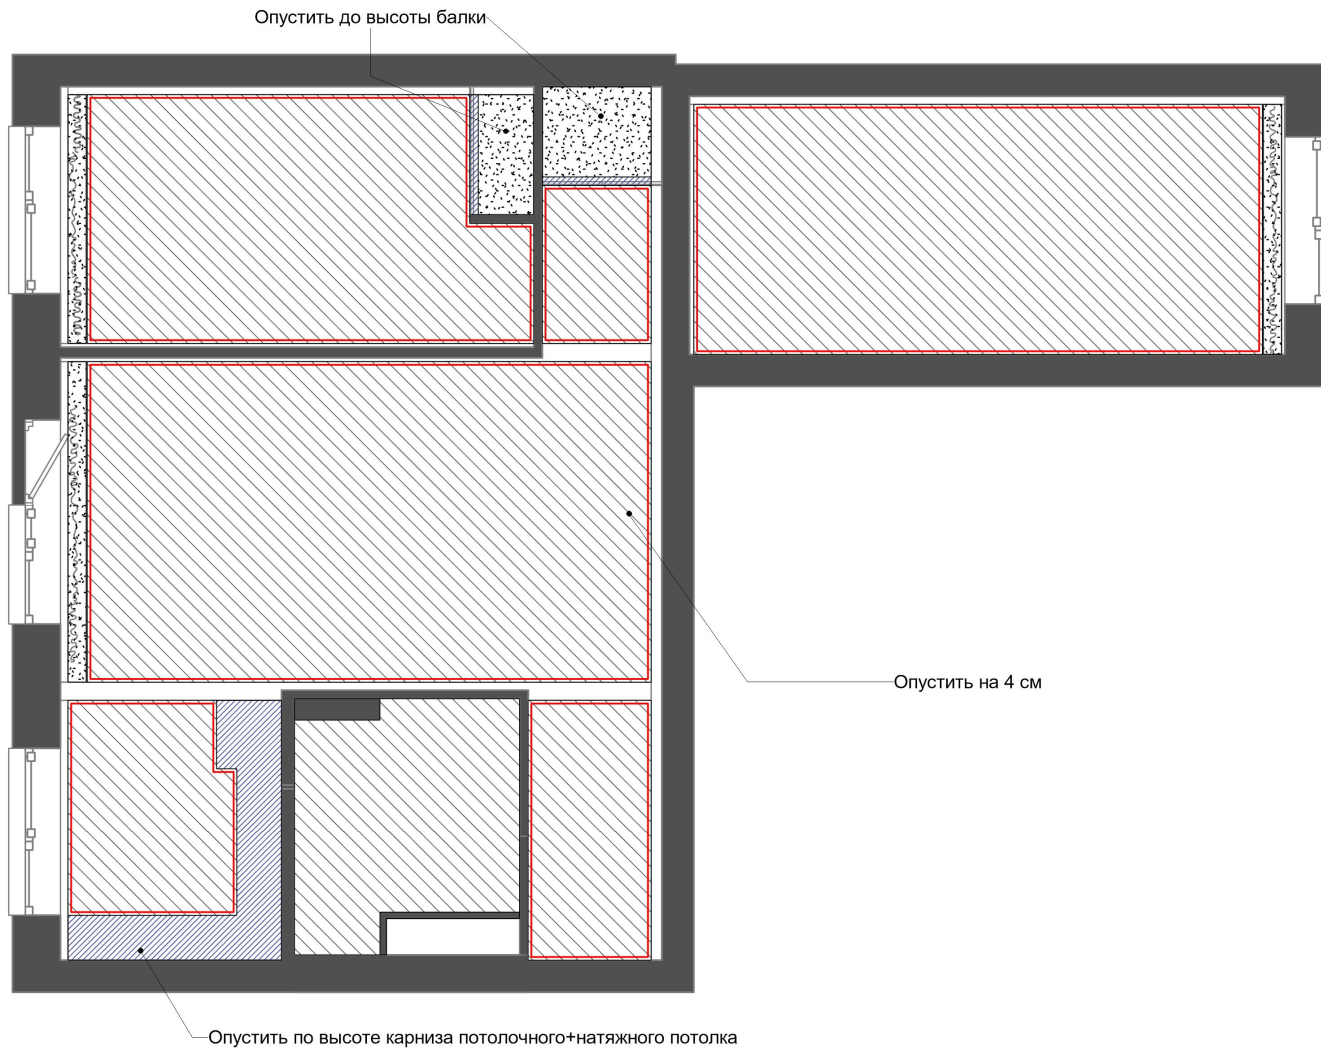 Опустить до высоты балки
Опустить на 4 см
Опустить по высоте карниза потолочного+натяжного потолка